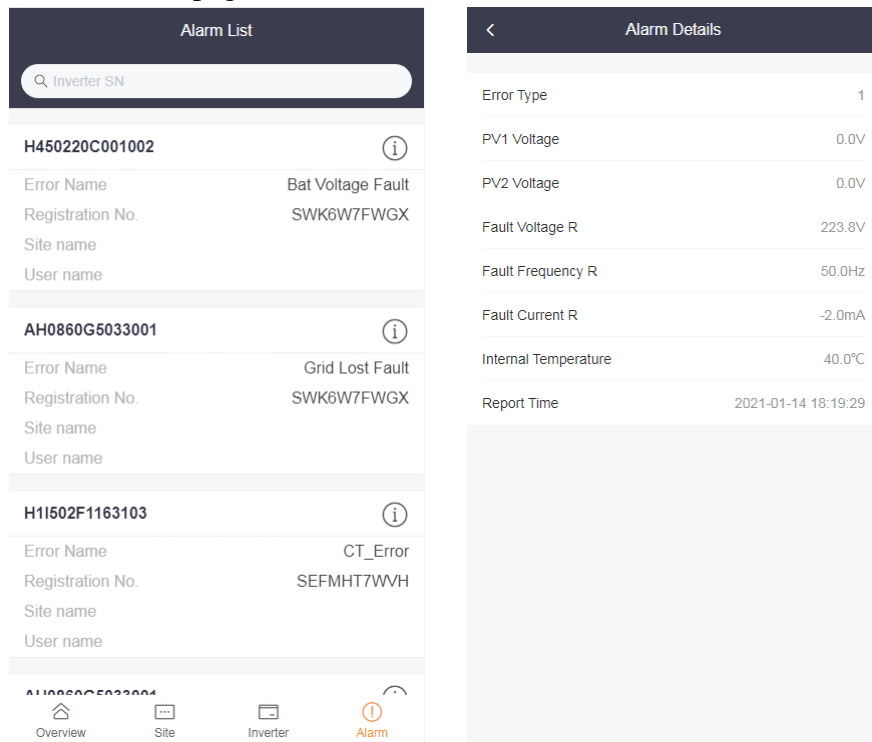 Alarm List
Inverter SN
H450220C001002
Error Name Bat Voltage Fault
Registration No. SWK6W7FWGX
Site name
User name
AH0860G5033001
Error Name Grid Lost Fault
Registration No. SWK6W7FWGX
Site name
User name
H1I502F1163103
Error Name CT_Error
Registration No. SEFMHT7WVH
Site name
User name
AH0860G5033001
Overview Site Inverter Alarm
Alarm Details
Error Type 1
PV1 Voltage 0.0V
PV2 Voltage 0.0V
Fault Voltage R 223.8V
Fault Frequency R 50.0Hz
Fault Current R -2.0mA
Internal Temperature 40.0℃
Report Time 2021-01-14 18:19:29